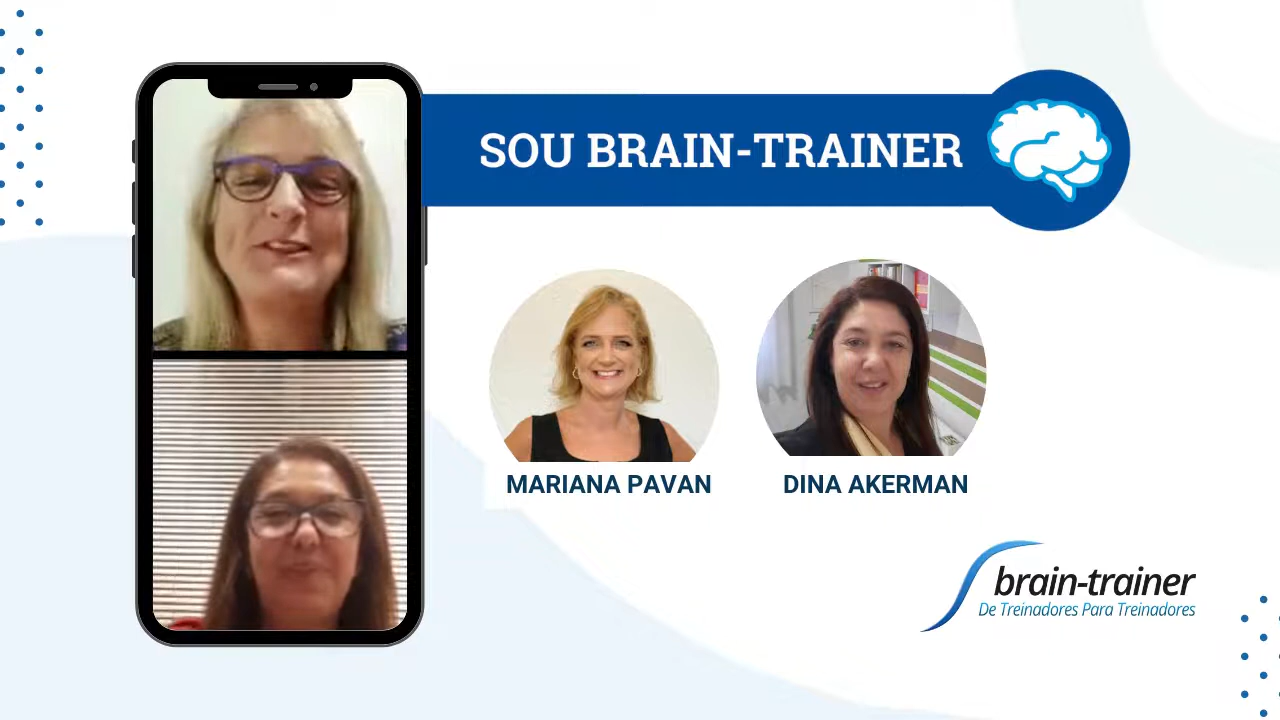 SOU BRAIN-TRAINER
MARIANA PAVAN
DINA AKERMAN
brain-trainer
De Treinadores Para Treinadores